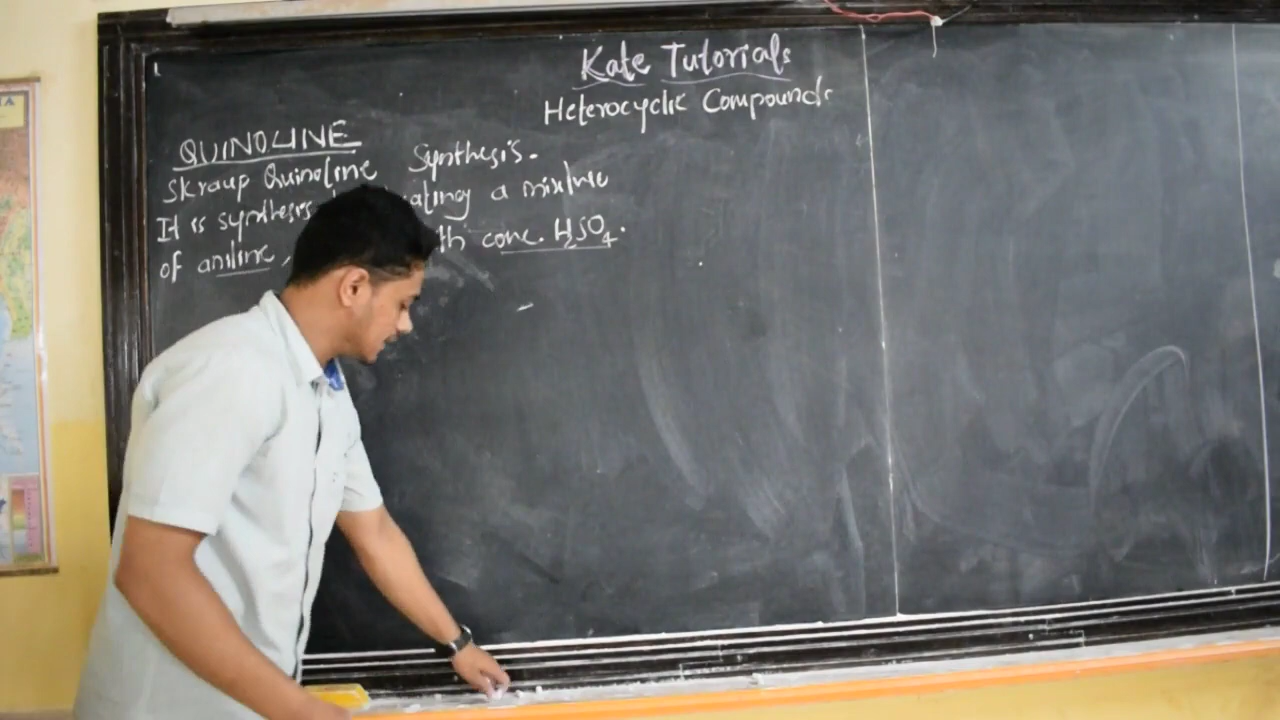 Kate Tutorials
Heterocyclic Compounds
QUINOLINE
Skraup Quinoline Synthesis.
It is synthesis ating a mixture
of aniline, th conc. H₂SO₄.